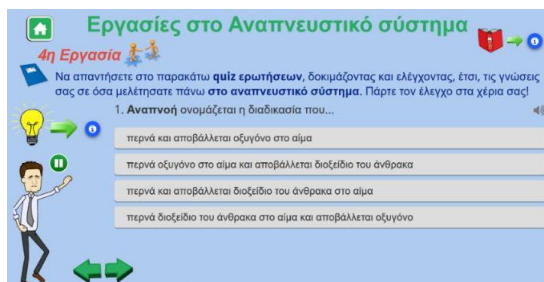 Εργασίες στο Αναπνευστικό σύστημα
4η Εργασία
Να απαντήσετε στο παρακάτω quiz ερωτήσεων, δοκιμάζοντας και ελέγχοντας, έτσι, τις γνώσεις
σας σε όσα μελέτησατε πάνω στο αναπνευστικό σύστημα. Πάρτε τον έλεγχο στα χέρια σας!
1. Αναπνοή ονομάζεται η διαδικασία που...
περνά και αποβάλλεται οξυγόνο στο αίμα
περνά οξυγόνο στο αίμα και αποβάλλεται διοξείδιο του άνθρακα
περνά και αποβάλλεται διοξείδιο του άνθρακα στο αίμα
περνά διοξείδιο του άνθρακα στο αίμα και αποβάλλεται οξυγόνο